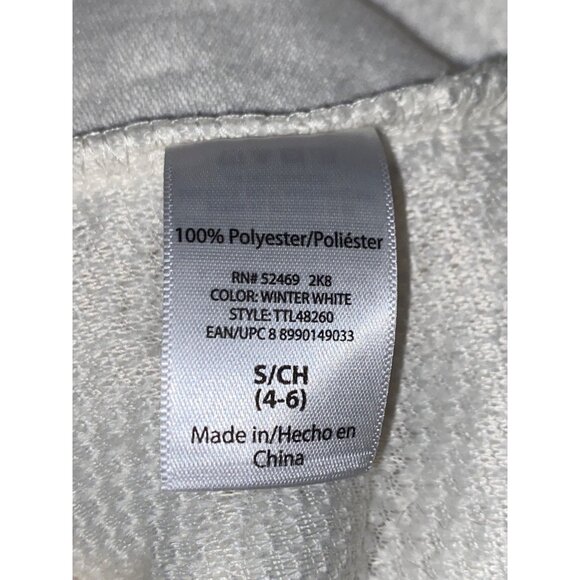 100% Polyester/Poliéster
RN# 52469 2KB
COLOR: WINTER WHITE
STYLE: TTL48260
EAN/UPC 8 8990149033
S/CH
(4-6)
Made in/Hecho en
China